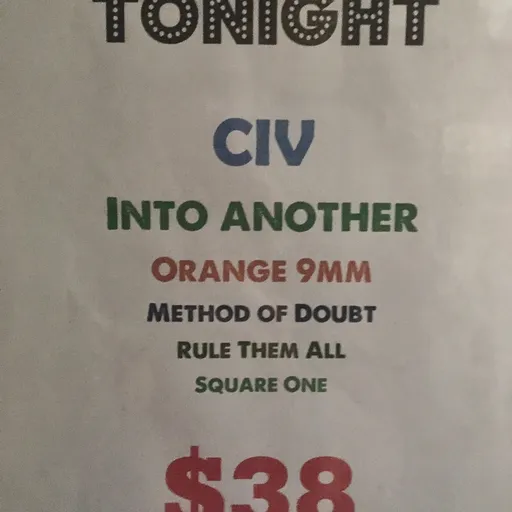 TONIGHT
CIV
INTO ANOTHER
ORANGE 9MM
METHOD OF DOUBT
RULE THEM ALL
SQUARE ONE
$38